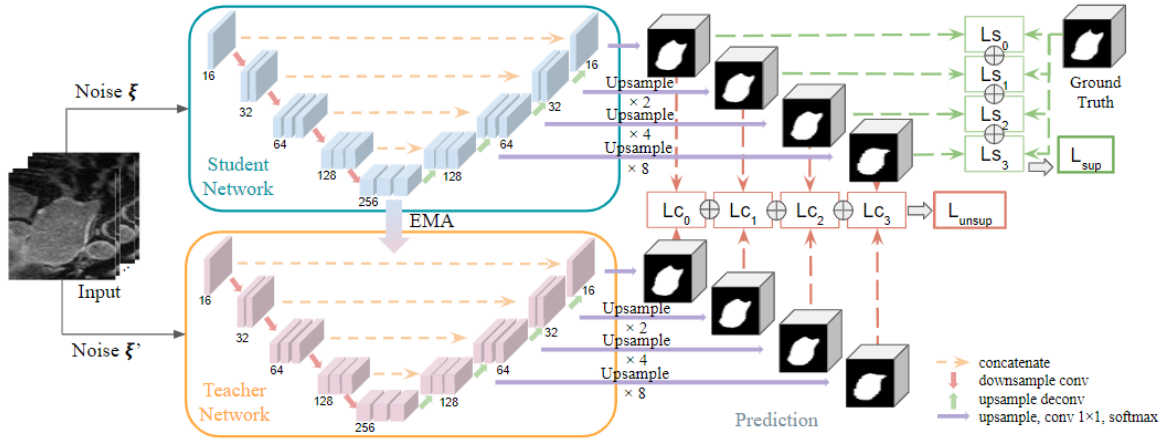 16
32
64
128
256
128
64
32
16
Student
Network
Noise ξ
Input
Noise ξ'
EMA
Upsample
× 2
Upsample
× 4
Upsample
× 8
Ls0
Ls1
Ls2
Ls3
Ground
Truth
Lsup
Lc0
Lc1
Lc2
Lc3
Lunsup
16
32
64
128
256
128
64
32
16
Teacher
Network
Upsample
× 2
Upsample
× 4
Upsample
× 8
Prediction
concatenate
downsample conv
upsample deconv
upsample, conv 1×1, softmax